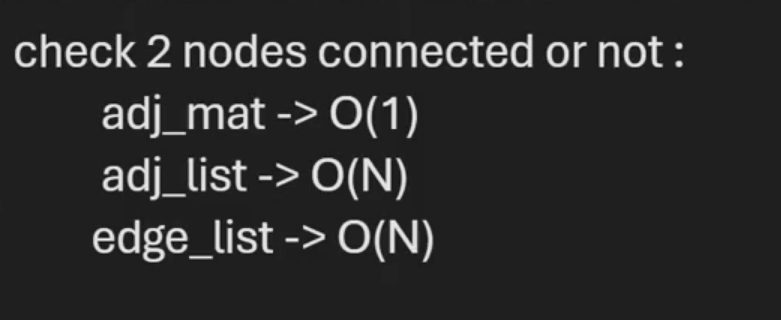 check 2 nodes connected or not :
adj_mat -> O(1)
adj_list -> O(N)
edge_list -> O(N)